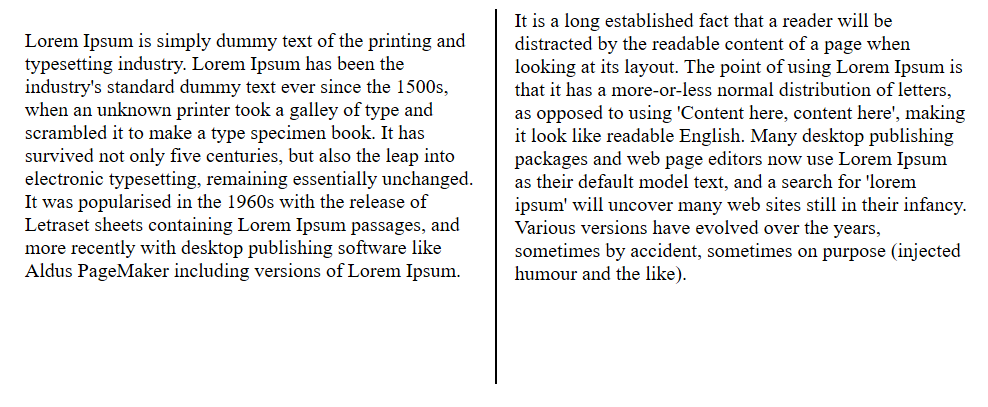 Lorem Ipsum is simply dummy text of the printing and
typesetting industry. Lorem Ipsum has been the
industry's standard dummy text ever since the 1500s,
when an unknown printer took a galley of type and
scrambled it to make a type specimen book. It has
survived not only five centuries, but also the leap into
electronic typesetting, remaining essentially unchanged.
It was popularised in the 1960s with the release of
Letraset sheets containing Lorem Ipsum passages, and
more recently with desktop publishing software like
Aldus PageMaker including versions of Lorem Ipsum.
It is a long established fact that a reader will be
distracted by the readable content of a page when
looking at its layout. The point of using Lorem Ipsum is
that it has a more-or-less normal distribution of letters,
as opposed to using 'Content here, content here', making
it look like readable English. Many desktop publishing
packages and web page editors now use Lorem Ipsum
as their default model text, and a search for 'lorem
ipsum' will uncover many web sites still in their infancy.
Various versions have evolved over the years,
sometimes by accident, sometimes on purpose (injected
humour and the like).